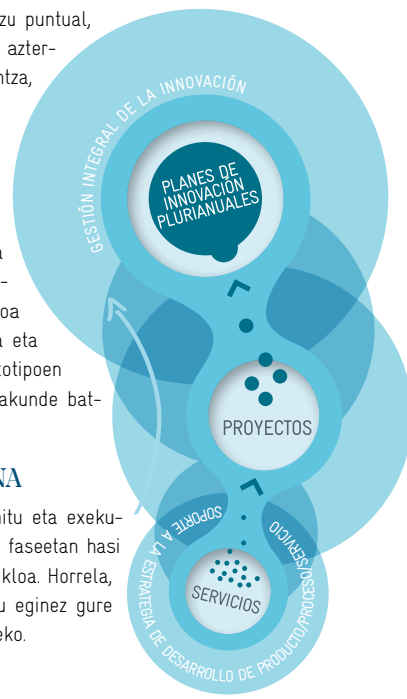 zu puntual,
azter-
ntza,
oa
a eta
otipoen
akunde bat-
NA
nitu eta exeku-
faseetan hasi
kloa. Horrela,
u eginez gure
eko.
GESTIÓN INTEGRAL DE LA INNOVACIÓN
PLANES DE
INNOVACIÓN
PLURIANUALES
PROYECTOS
SERVICIOS
SOPORTE A LA ESTRATEGIA DE DESARROLLO DE PRODUCTO/PROCESO/SERVICIO